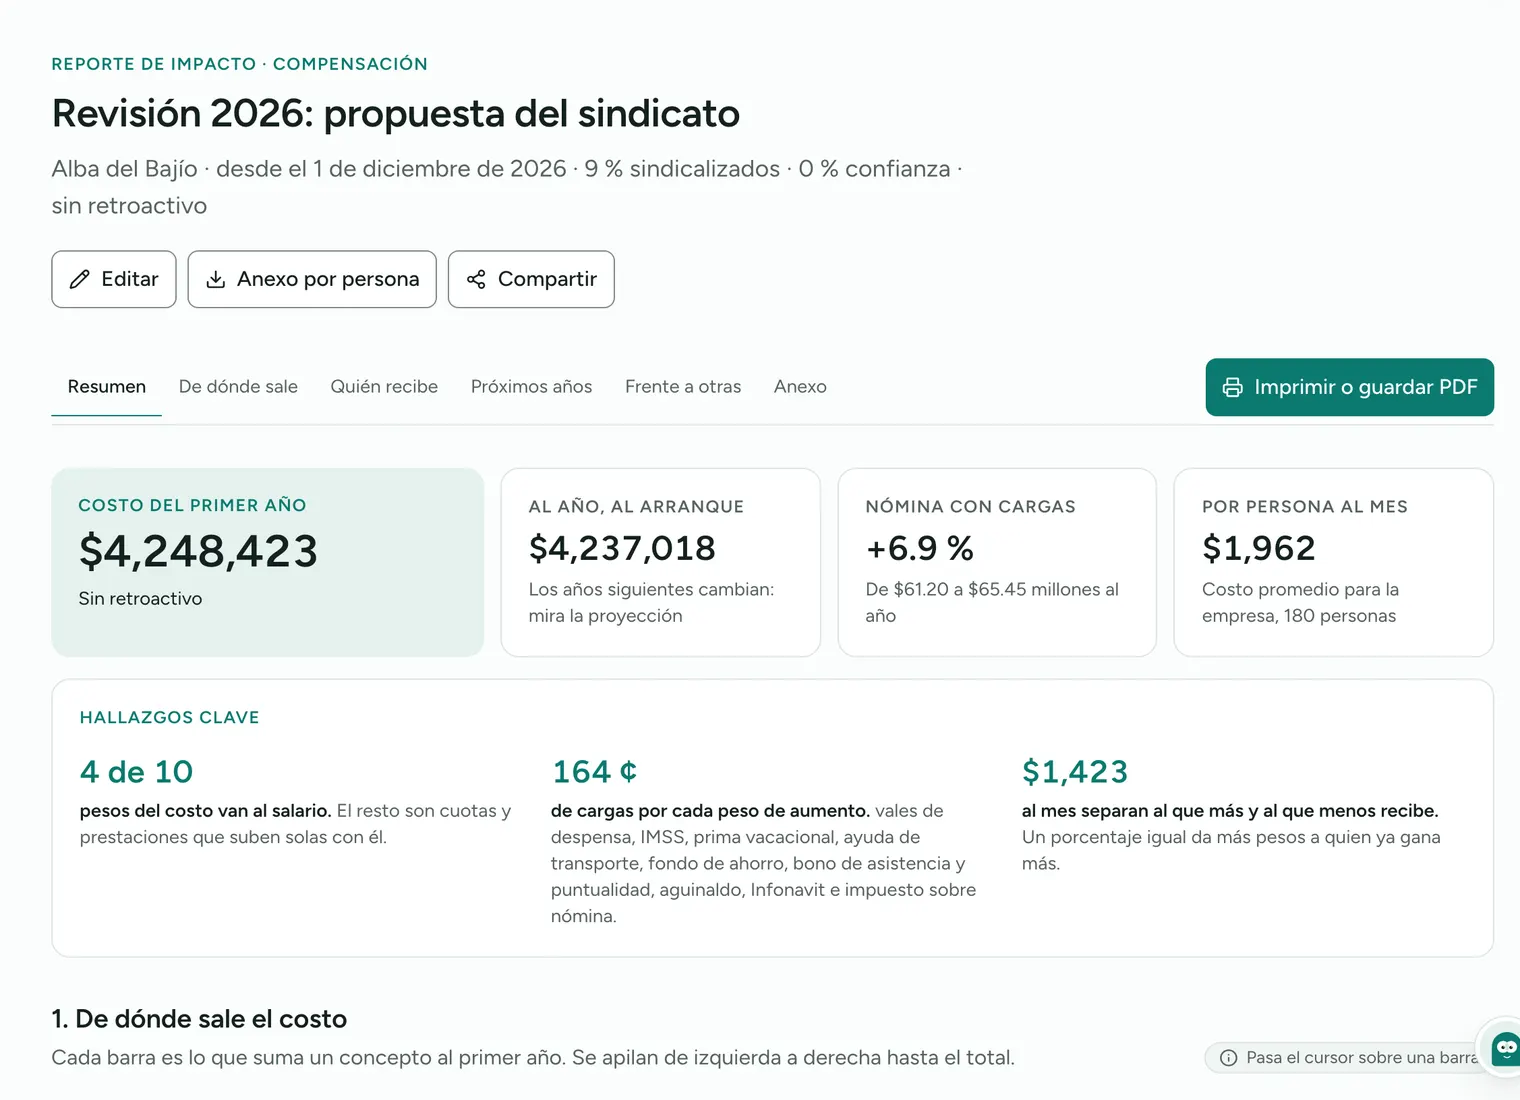 REPORTE DE IMPACTO · COMPENSACIÓN
Revisión 2026: propuesta del sindicato
Alba del Bajío · desde el 1 de diciembre de 2026 · 9 % sindicalizados · 0 % confianza ·
sin retroactivo
Editar
Anexo por persona
Compartir
Resumen
De dónde sale
Quién recibe
Próximos años
Frente a otras
Anexo
Imprimir o guardar PDF
COSTO DEL PRIMER AÑO
$4,248,423
Sin retroactivo
AL AÑO, AL ARRANQUE
$4,237,018
Los años siguientes cambian:
mira la proyección
NÓMINA CON CARGAS
+6.9 %
De $61.20 a $65.45 millones al
año
POR PERSONA AL MES
$1,962
Costo promedio para la
empresa, 180 personas
HALLAZGOS CLAVE
4 de 10
pesos del costo van al salario. El resto son cuotas y
prestaciones que suben solas con él.
164 ¢
de cargas por cada peso de aumento. vales de
despensa, IMSS, prima vacacional, ayuda de
transporte, fondo de ahorro, bono de asistencia y
puntualidad, aguinaldo, Infonavit e impuesto sobre
nómina.
$1,423
al mes separan al que más y al que menos recibe.
Un porcentaje igual da más pesos a quien ya gana
más.
1. De dónde sale el costo
Cada barra es lo que suma un concepto al primer año. Se apilan de izquierda a derecha hasta el total.
Pasa el cursor sobre una barra